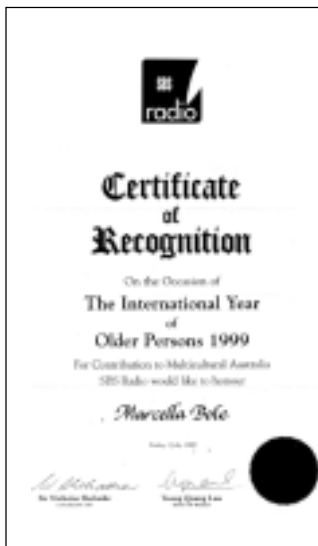 SBS
radio
Certificate
of
Recognition
On the Occasion of
The International Year
of
Older Persons 1999
For Contribution to Multicultural Australia
SBS Radio would like to honour
Marcella Bole